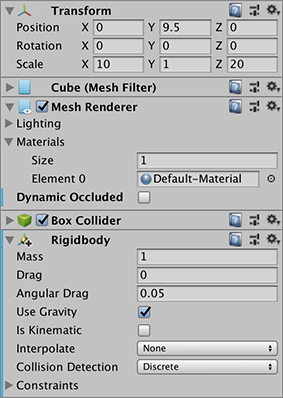 Transform
Position X 0 Y 9.5 Z 0
Rotation X 0 Y 0 Z 0
Scale X 10 Y 1 Z 20
Cube (Mesh Filter)
Mesh Renderer
Lighting
Materials
Size 1
Element 0 Default-Material
Dynamic Occluded
Box Collider
Rigidbody
Mass 1
Drag 0
Angular Drag 0.05
Use Gravity
Is Kinematic
Interpolate None
Collision Detection Discrete
Constraints